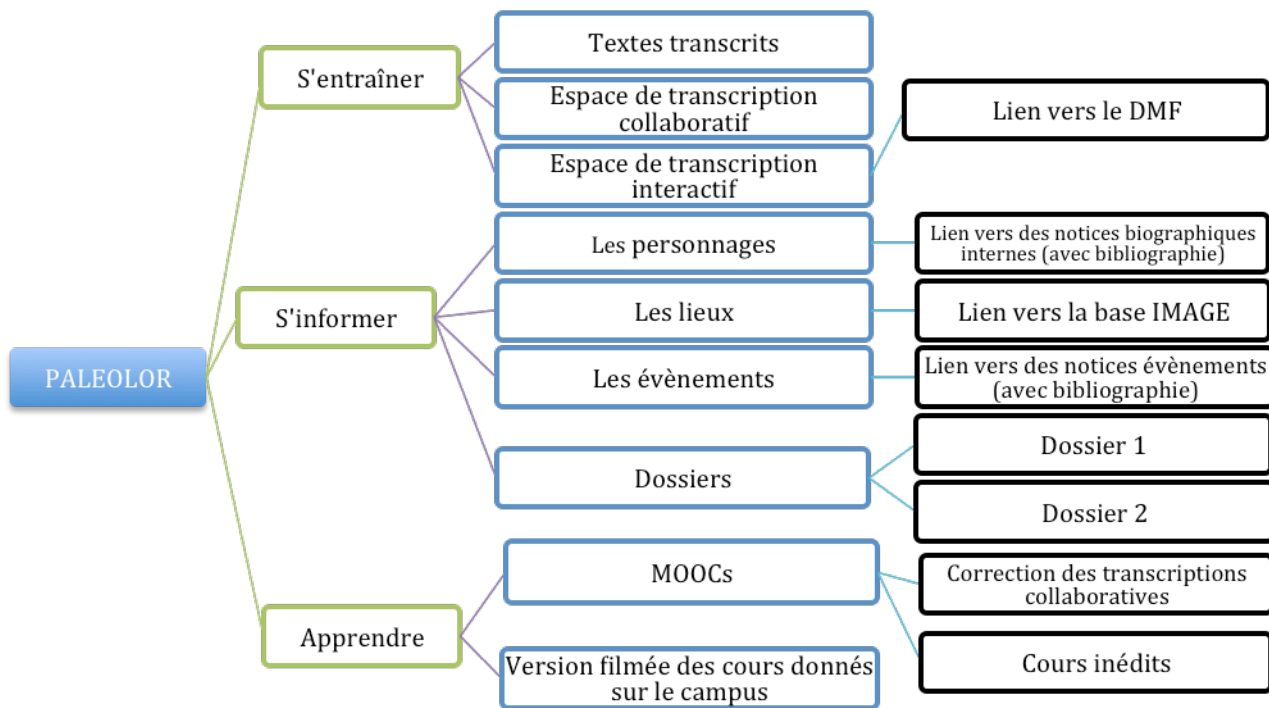 PALEOLOR
S'entraîner
Textes transcrits
Espace de transcription
collaboratif
Espace de transcription
interactif
Lien vers le DMF
S'informer
Les personnages
Lien vers des notices biographiques
internes (avec bibliographie)
Les lieux
Lien vers la base IMAGE
Les évènements
Lien vers des notices évènements
(avec bibliographie)
Dossiers
Dossier 1
Dossier 2
Apprendre
MOOCs
Correction des transcriptions
collaboratives
Cours inédits
Version filmée des cours donnés
sur le campus